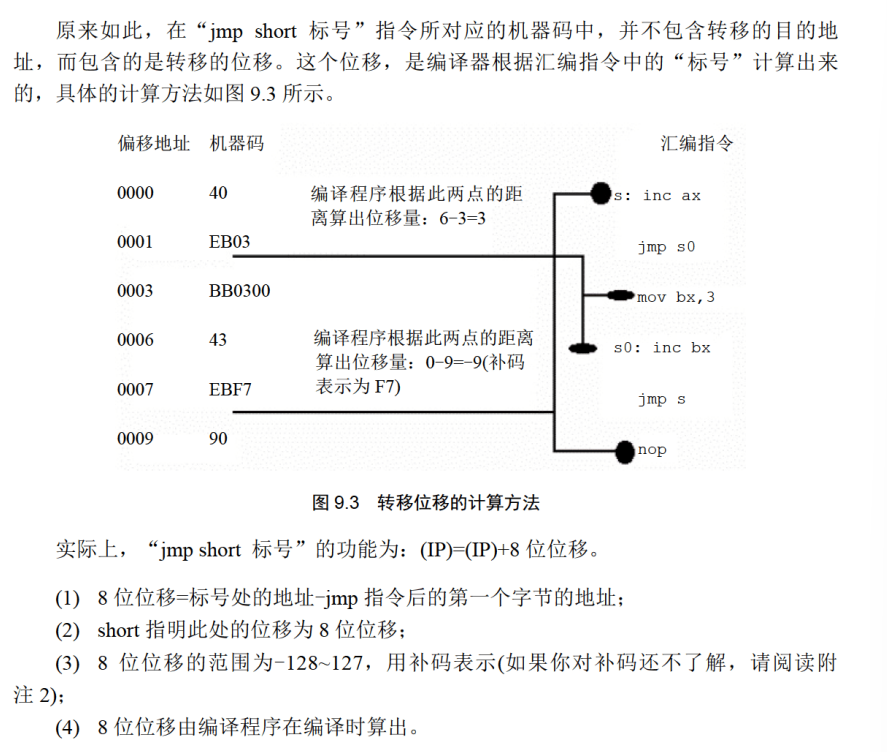 原来如此，在“jmp short 标号”指令所对应的机器码中，并不包含转移的目的地
址，而包含的是转移的位移。这个位移，是编译器根据汇编指令中的“标号”计算出来
的，具体的计算方法如图 9.3 所示。
偏移地址 机器码 汇编指令
0000 40 编译程序根据此两点的距 s: inc ax
离算出位移量：6-3=3
0001 EB03 jmp s0
0003 BB0300 mov bx,3
0006 43 编译程序根据此两点的距离 s0: inc bx
算出位移量：0-9=-9(补码
0007 EBF7 表示为 F7) jmp s
0009 90 nop
图 9.3 转移位移的计算方法
实际上，“jmp short 标号”的功能为：(IP)=(IP)+8 位位移。
(1) 8 位位移=标号处的地址-jmp 指令后的第一个字节的地址；
(2) short 指明此处的位移为 8 位位移；
(3) 8 位位移的范围为-128~127，用补码表示(如果你对补码还不了解，请阅读附
注 2)；
(4) 8 位位移由编译程序在编译时算出。